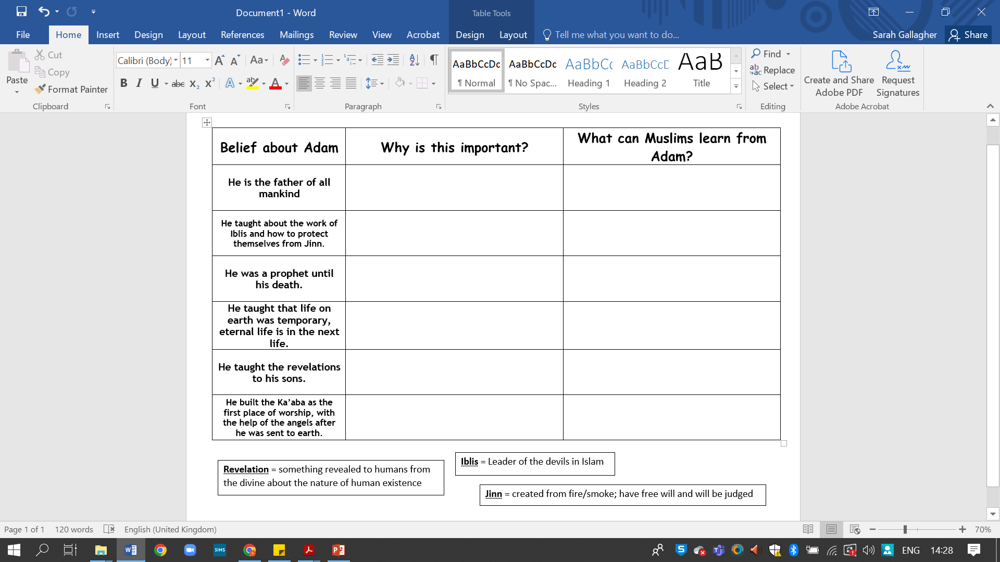 Document1 - Word
Table Tools
File
Home
Insert
Design
Layout
References
Mailings
Review
View
Acrobat
Design
Layout
Tell me what you want to do...
Sarah Gallagher
Share
Paste
Cut
Copy
Format Painter
Clipboard
Calibri (Body)
11
Font
Paragraph
AaBbCcDc
¶ Normal
AaBbCcDc
¶ No Spac...
AaBbCc
Heading 1
AaBbCcD
Heading 2
AaB
Title
Styles
Find
Replace
Select
Editing
Create and Share
Adobe PDF
Request
Signatures
Adobe Acrobat
Belief about Adam
Why is this important?
What can Muslims learn from
Adam?
He is the father of all
mankind
He taught about the work of
Iblis and how to protect
themselves from Jinn.
He was a prophet until
his death.
He taught that life on
earth was temporary,
eternal life is in the next
life.
He taught the revelations
to his sons.
He built the Ka’aba as the
first place of worship, with
the help of the angels after
he was sent to earth.
Revelation = something revealed to humans from
the divine about the nature of human existence
Iblis = Leader of the devils in Islam
Jinn = created from fire/smoke; have free will and will be judged
Page 1 of 1
120 words
English (United Kingdom)
70%
SIMS
ENG
14:28